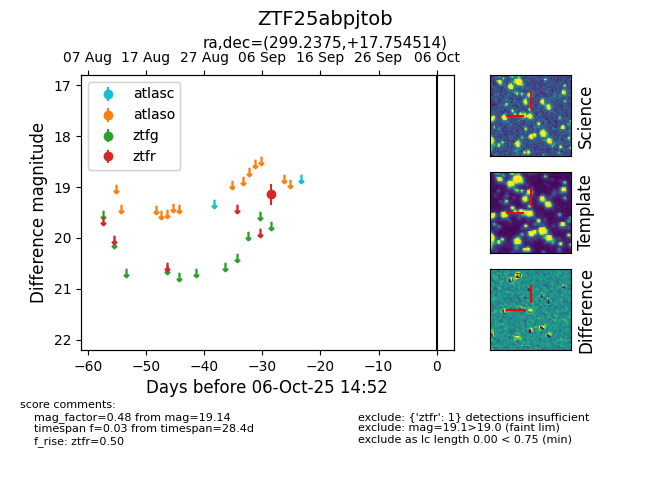 ZTF25abpjtob
ra,dec=(299.2375,+17.754514)
07 Aug 17 Aug 27 Aug 06 Sep 16 Sep 26 Sep 06 Oct
17
18
19
20
21
22
Difference magnitude
atlasc
atlaso
ztfg
ztfr
−60 −50 −40 −30 −20 −10 0
Days before 06-Oct-25 14:52
Science
Template
Difference
score comments:
mag_factor=0.48 from mag=19.14
timespan f=0.03 from timespan=28.4d
f_rise: ztfr=0.50
exclude: {'ztfr': 1} detections insufficient
exclude: mag=19.1>19.0 (faint lim)
exclude as lc length 0.00 < 0.75 (min)